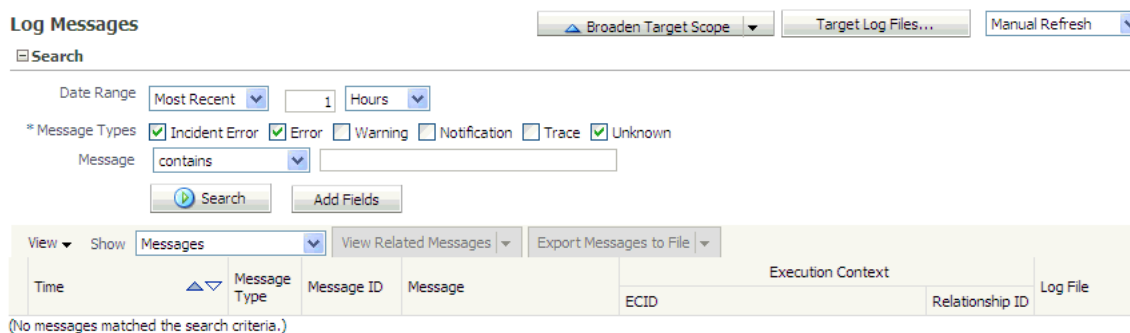 Log Messages Broaden Target Scope Target Log Files... Manual Refresh
Search
Date Range Most Recent 1 Hours
* Message Types Incident Error Error Warning Notification Trace Unknown
Message contains
Search Add Fields
View Show Messages View Related Messages Export Messages to File
Time Message Type Message ID Message Execution Context Log File
ECID Relationship ID
(No messages matched the search criteria.)